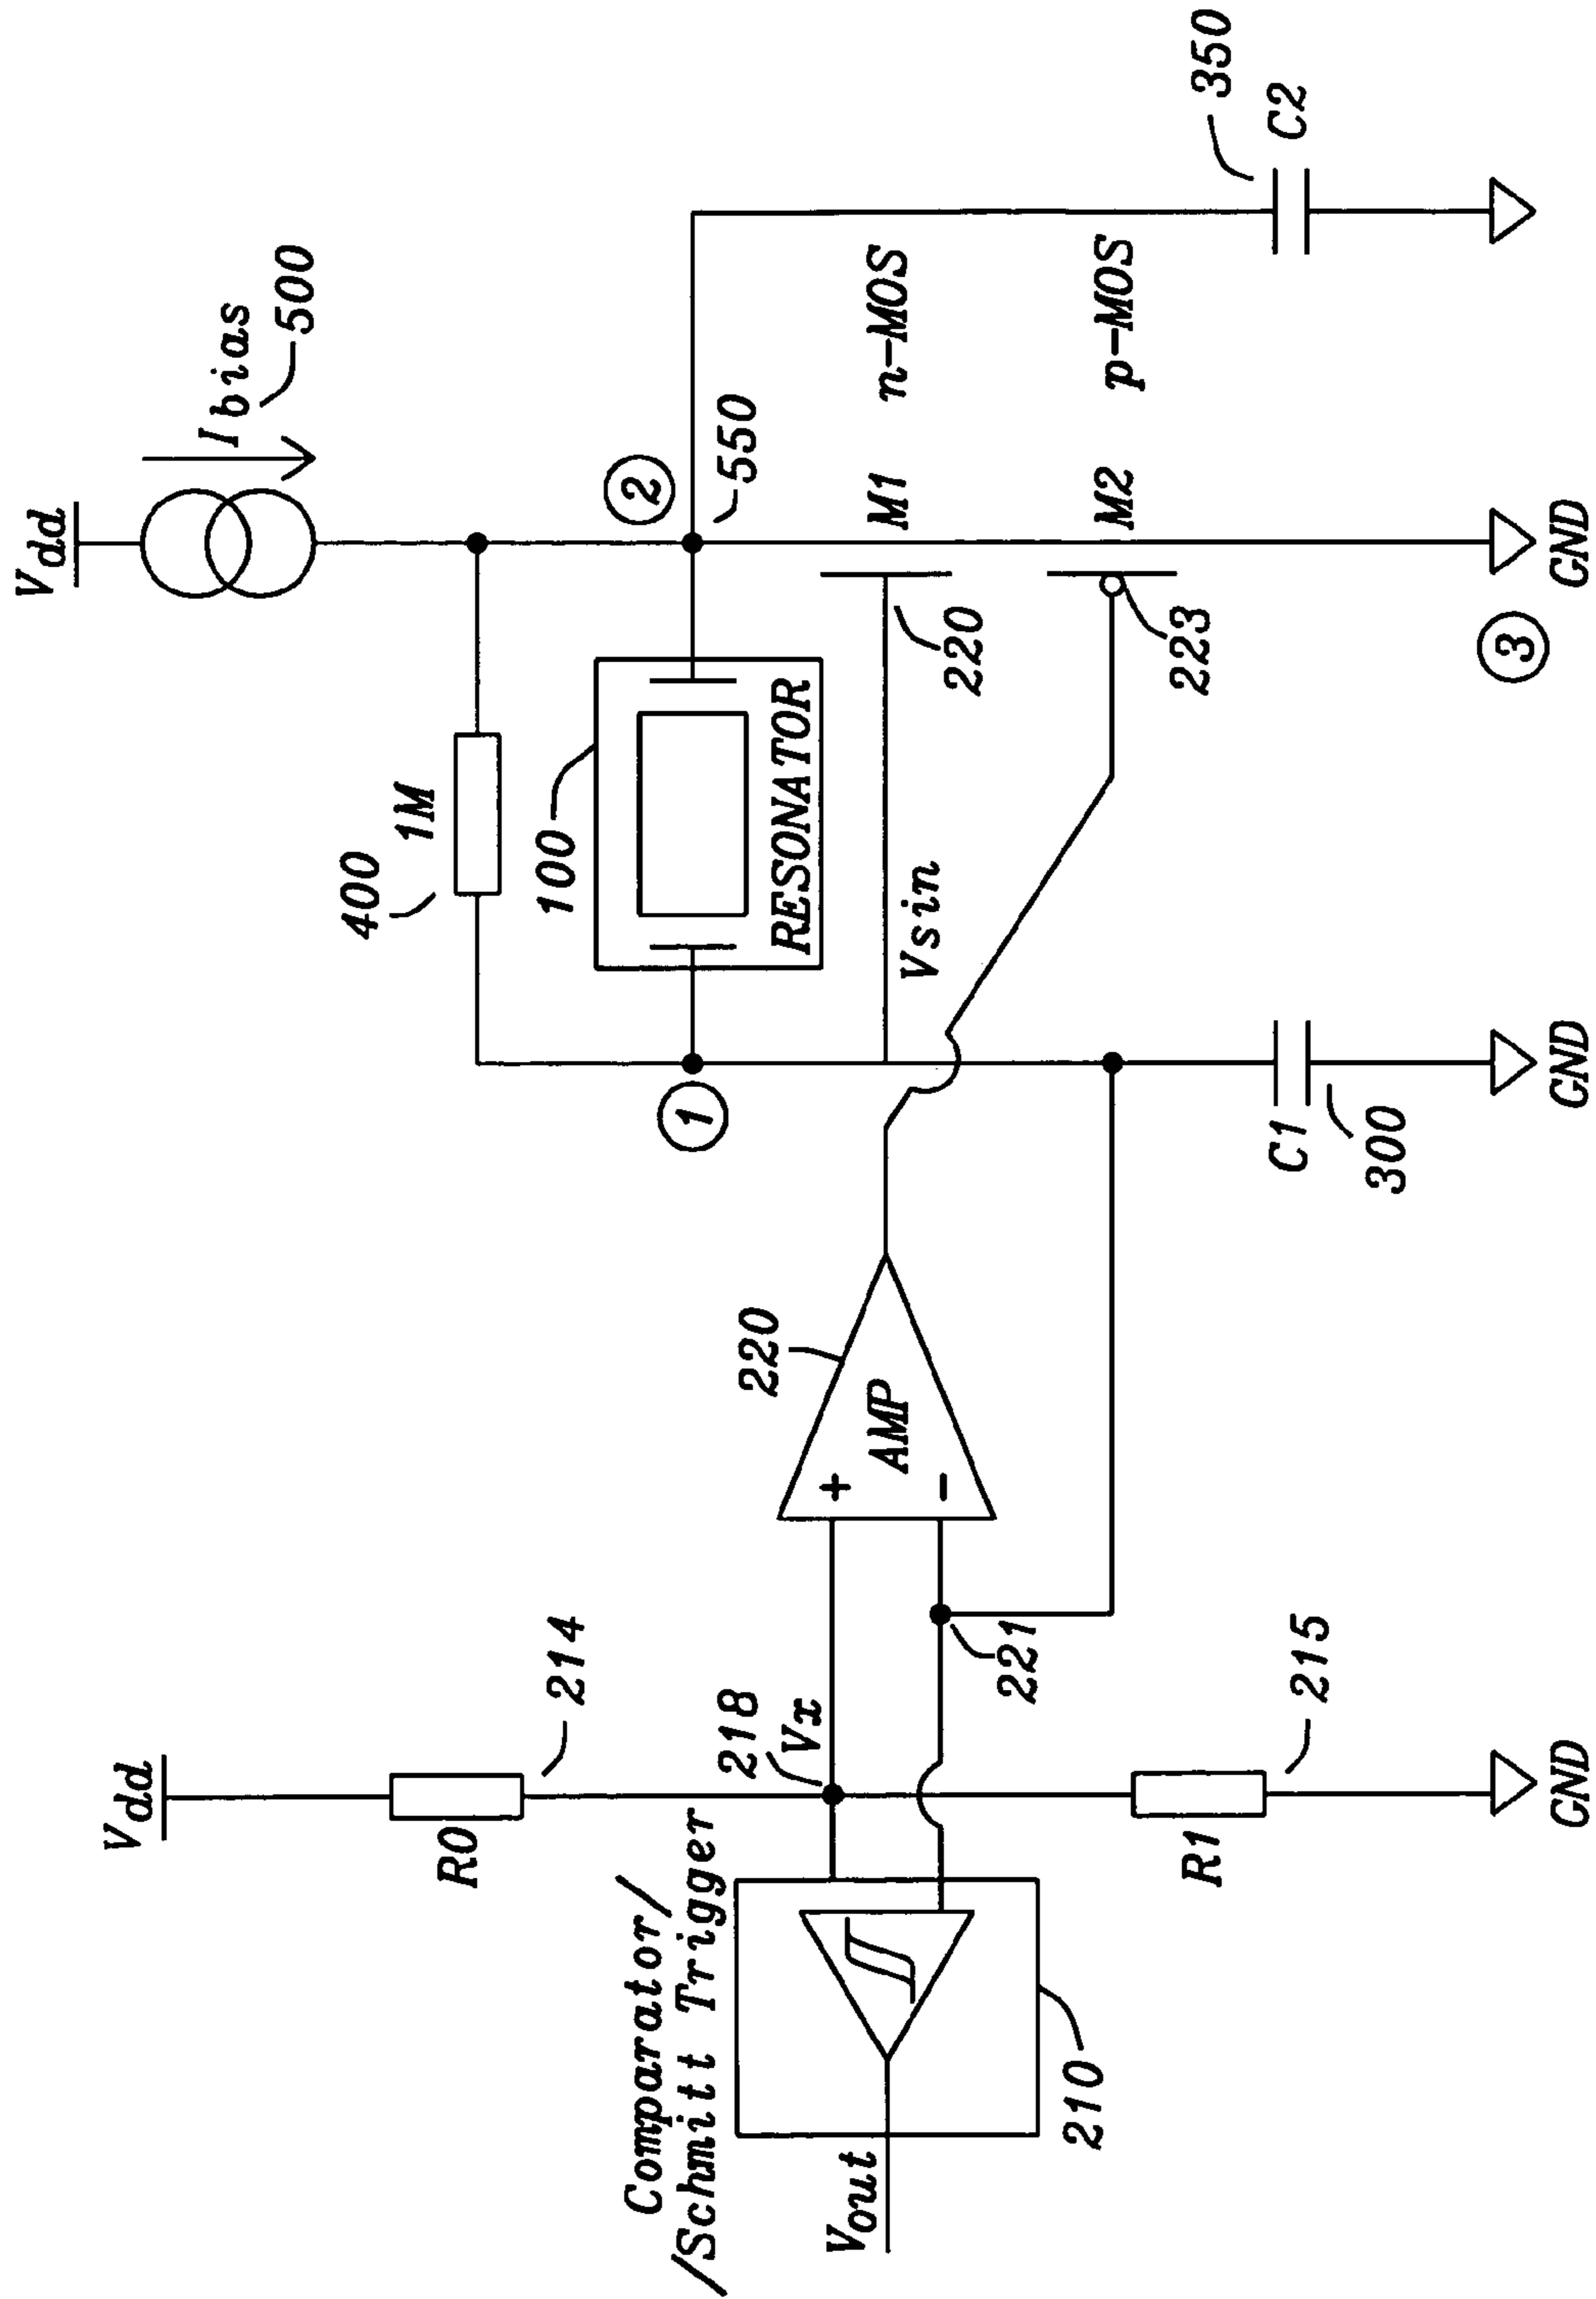 Vdd
I bias
500
400
1M
100
RESONATOR
2
550
1
Vsin
M1 n-MOS
220
M2 p-MOS
223
350
C2
C1
300
GND
3
GND
220
AMP
+
-
Vdd
R0
214
218
Vx
221
R1
215
GND
Comparator/
/Schmitt Trigger
210
Vout